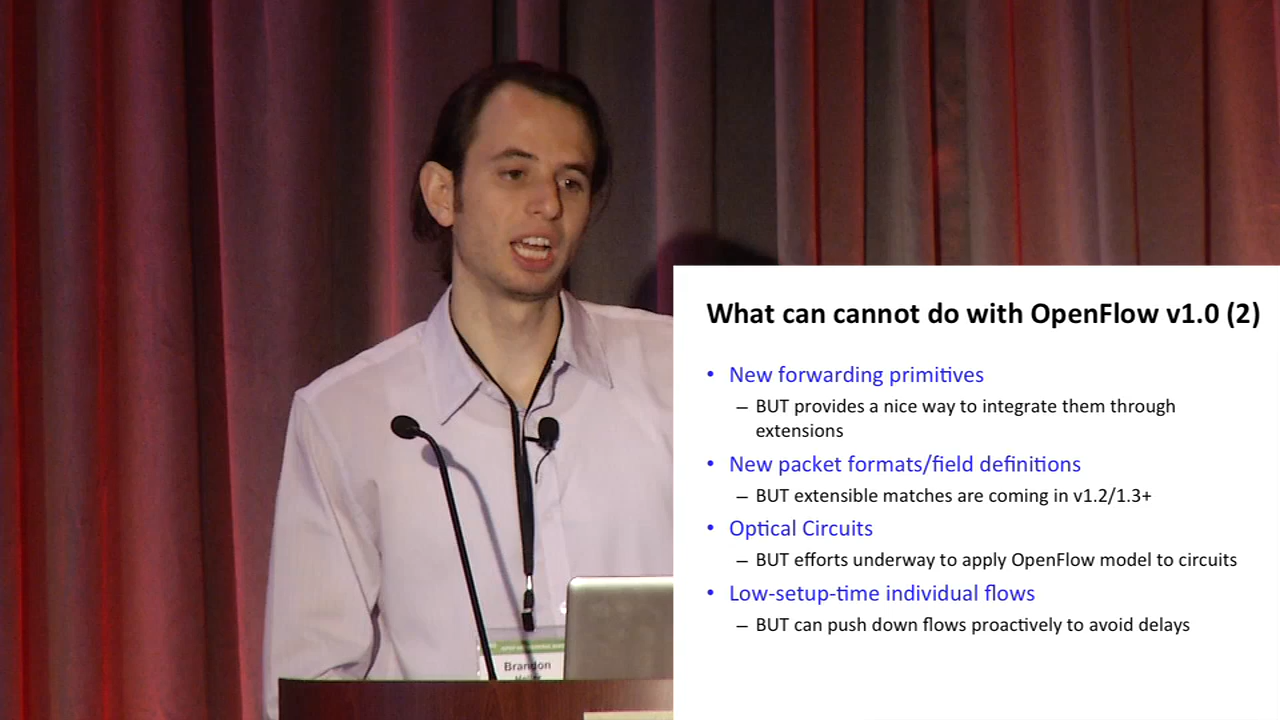 What can cannot do with OpenFlow v1.0 (2)
• New forwarding primitives
– BUT provides a nice way to integrate them through
extensions
• New packet formats/field definitions
– BUT extensible matches are coming in v1.2/1.3+
• Optical Circuits
– BUT efforts underway to apply OpenFlow model to circuits
• Low-setup-time individual flows
– BUT can push down flows proactively to avoid delays
Brandon